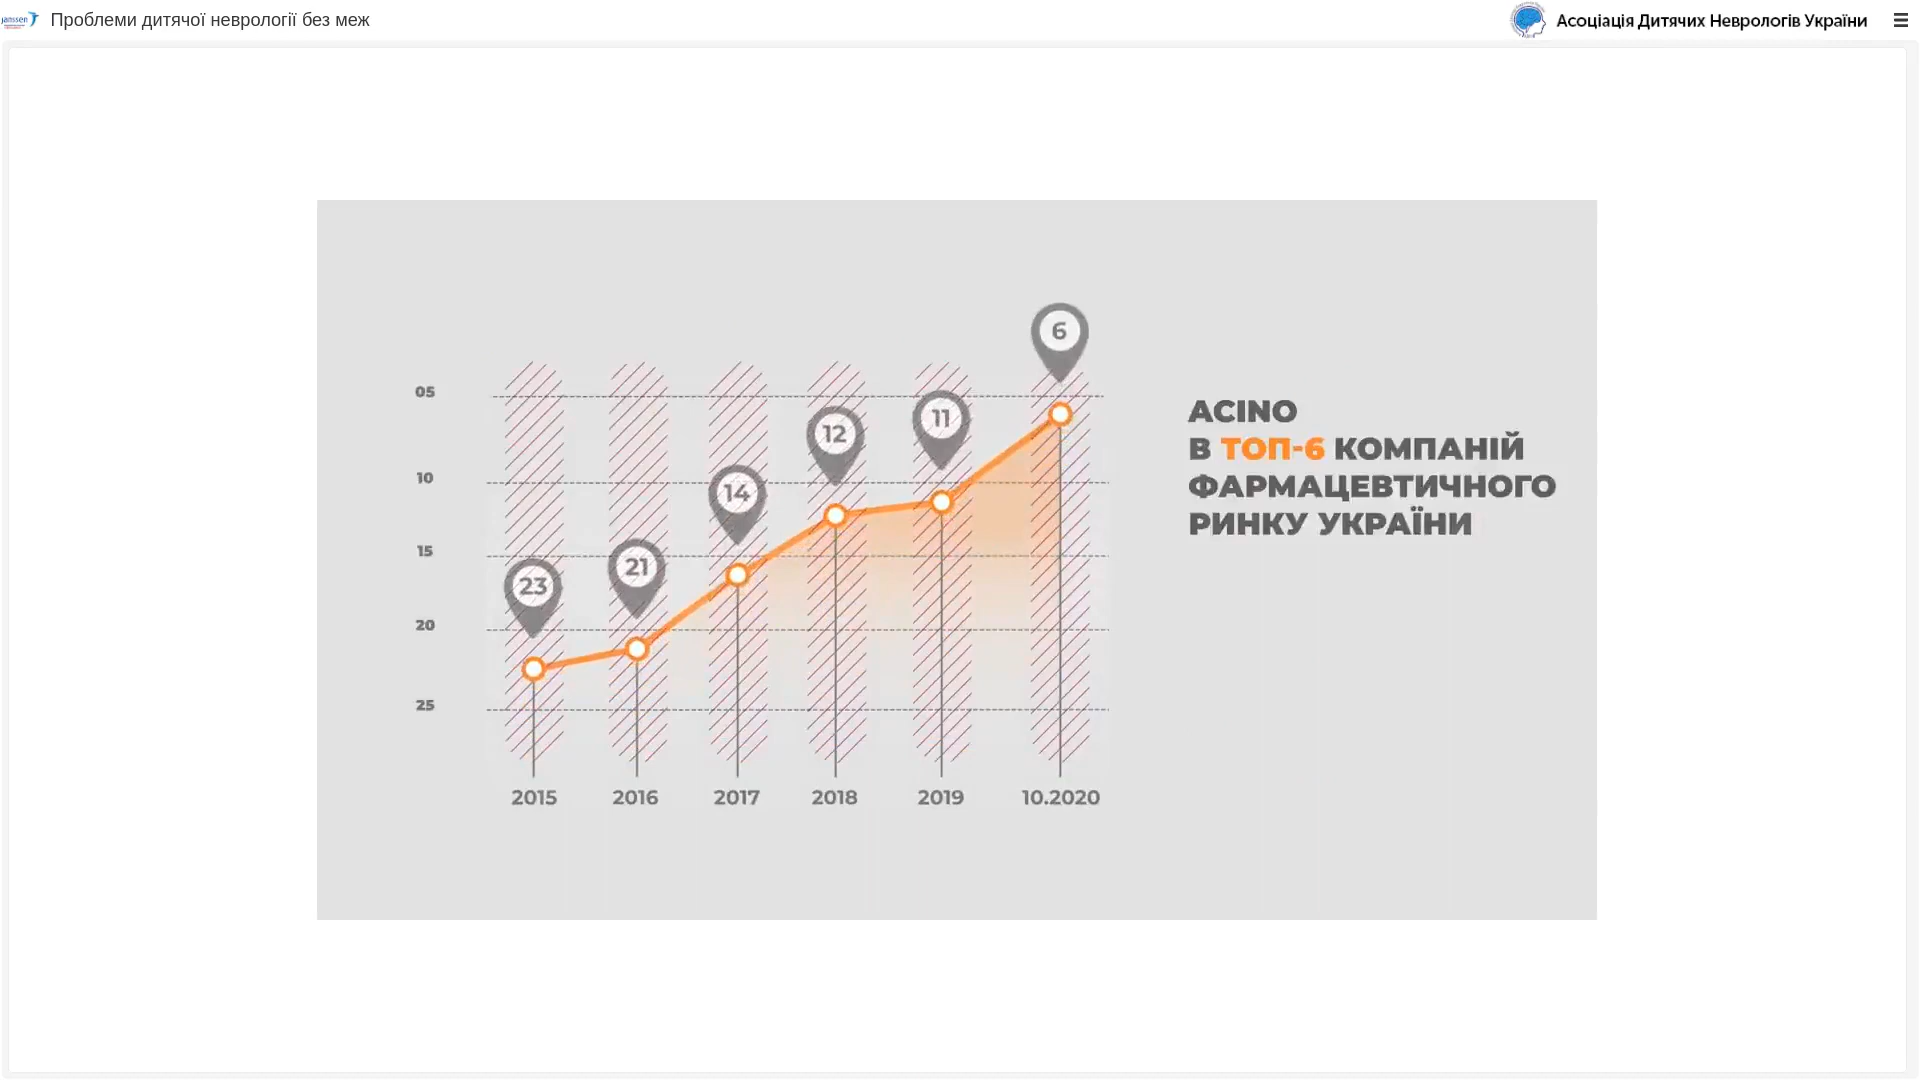 janssen
Проблеми дитячої неврології без меж
Асоціація Дитячих Неврологів України
6
05
12
11
10
14
15
23
21
20
25
2015
2016
2017
2018
2019
10.2020
ACINO
В ТОП-6 КОМПАНІЙ
ФАРМАЦЕВТИЧНОГО
РИНКУ УКРАЇНИ